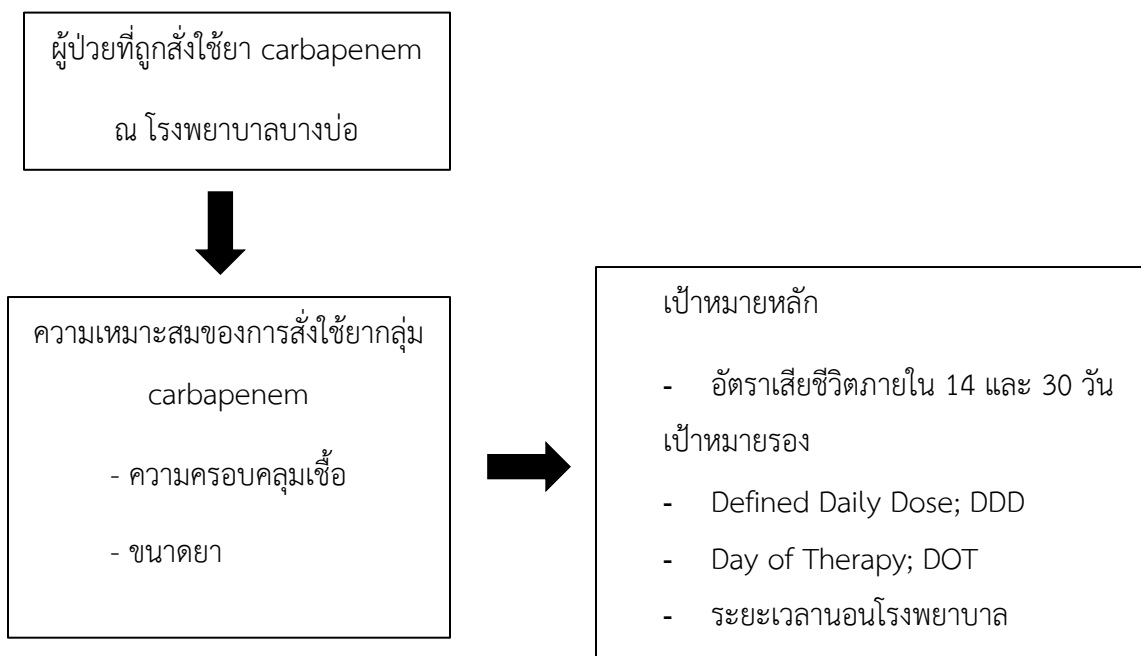 ผู้ป่วยที่ถูกสั่งใช้ยา carbapenem
ณ โรงพยาบาลบางบ่อ
ความเหมาะสมของการสั่งใช้ยากลุ่ม
carbapenem
- ความครอบคลุมเชื้อ
- ขนาดยา
เป้าหมายหลัก
- อัตราเสียชีวิตภายใน 14 และ 30 วัน
เป้าหมายรอง
- Defined Daily Dose; DDD
- Day of Therapy; DOT
- ระยะเวลานอนโรงพยาบาล